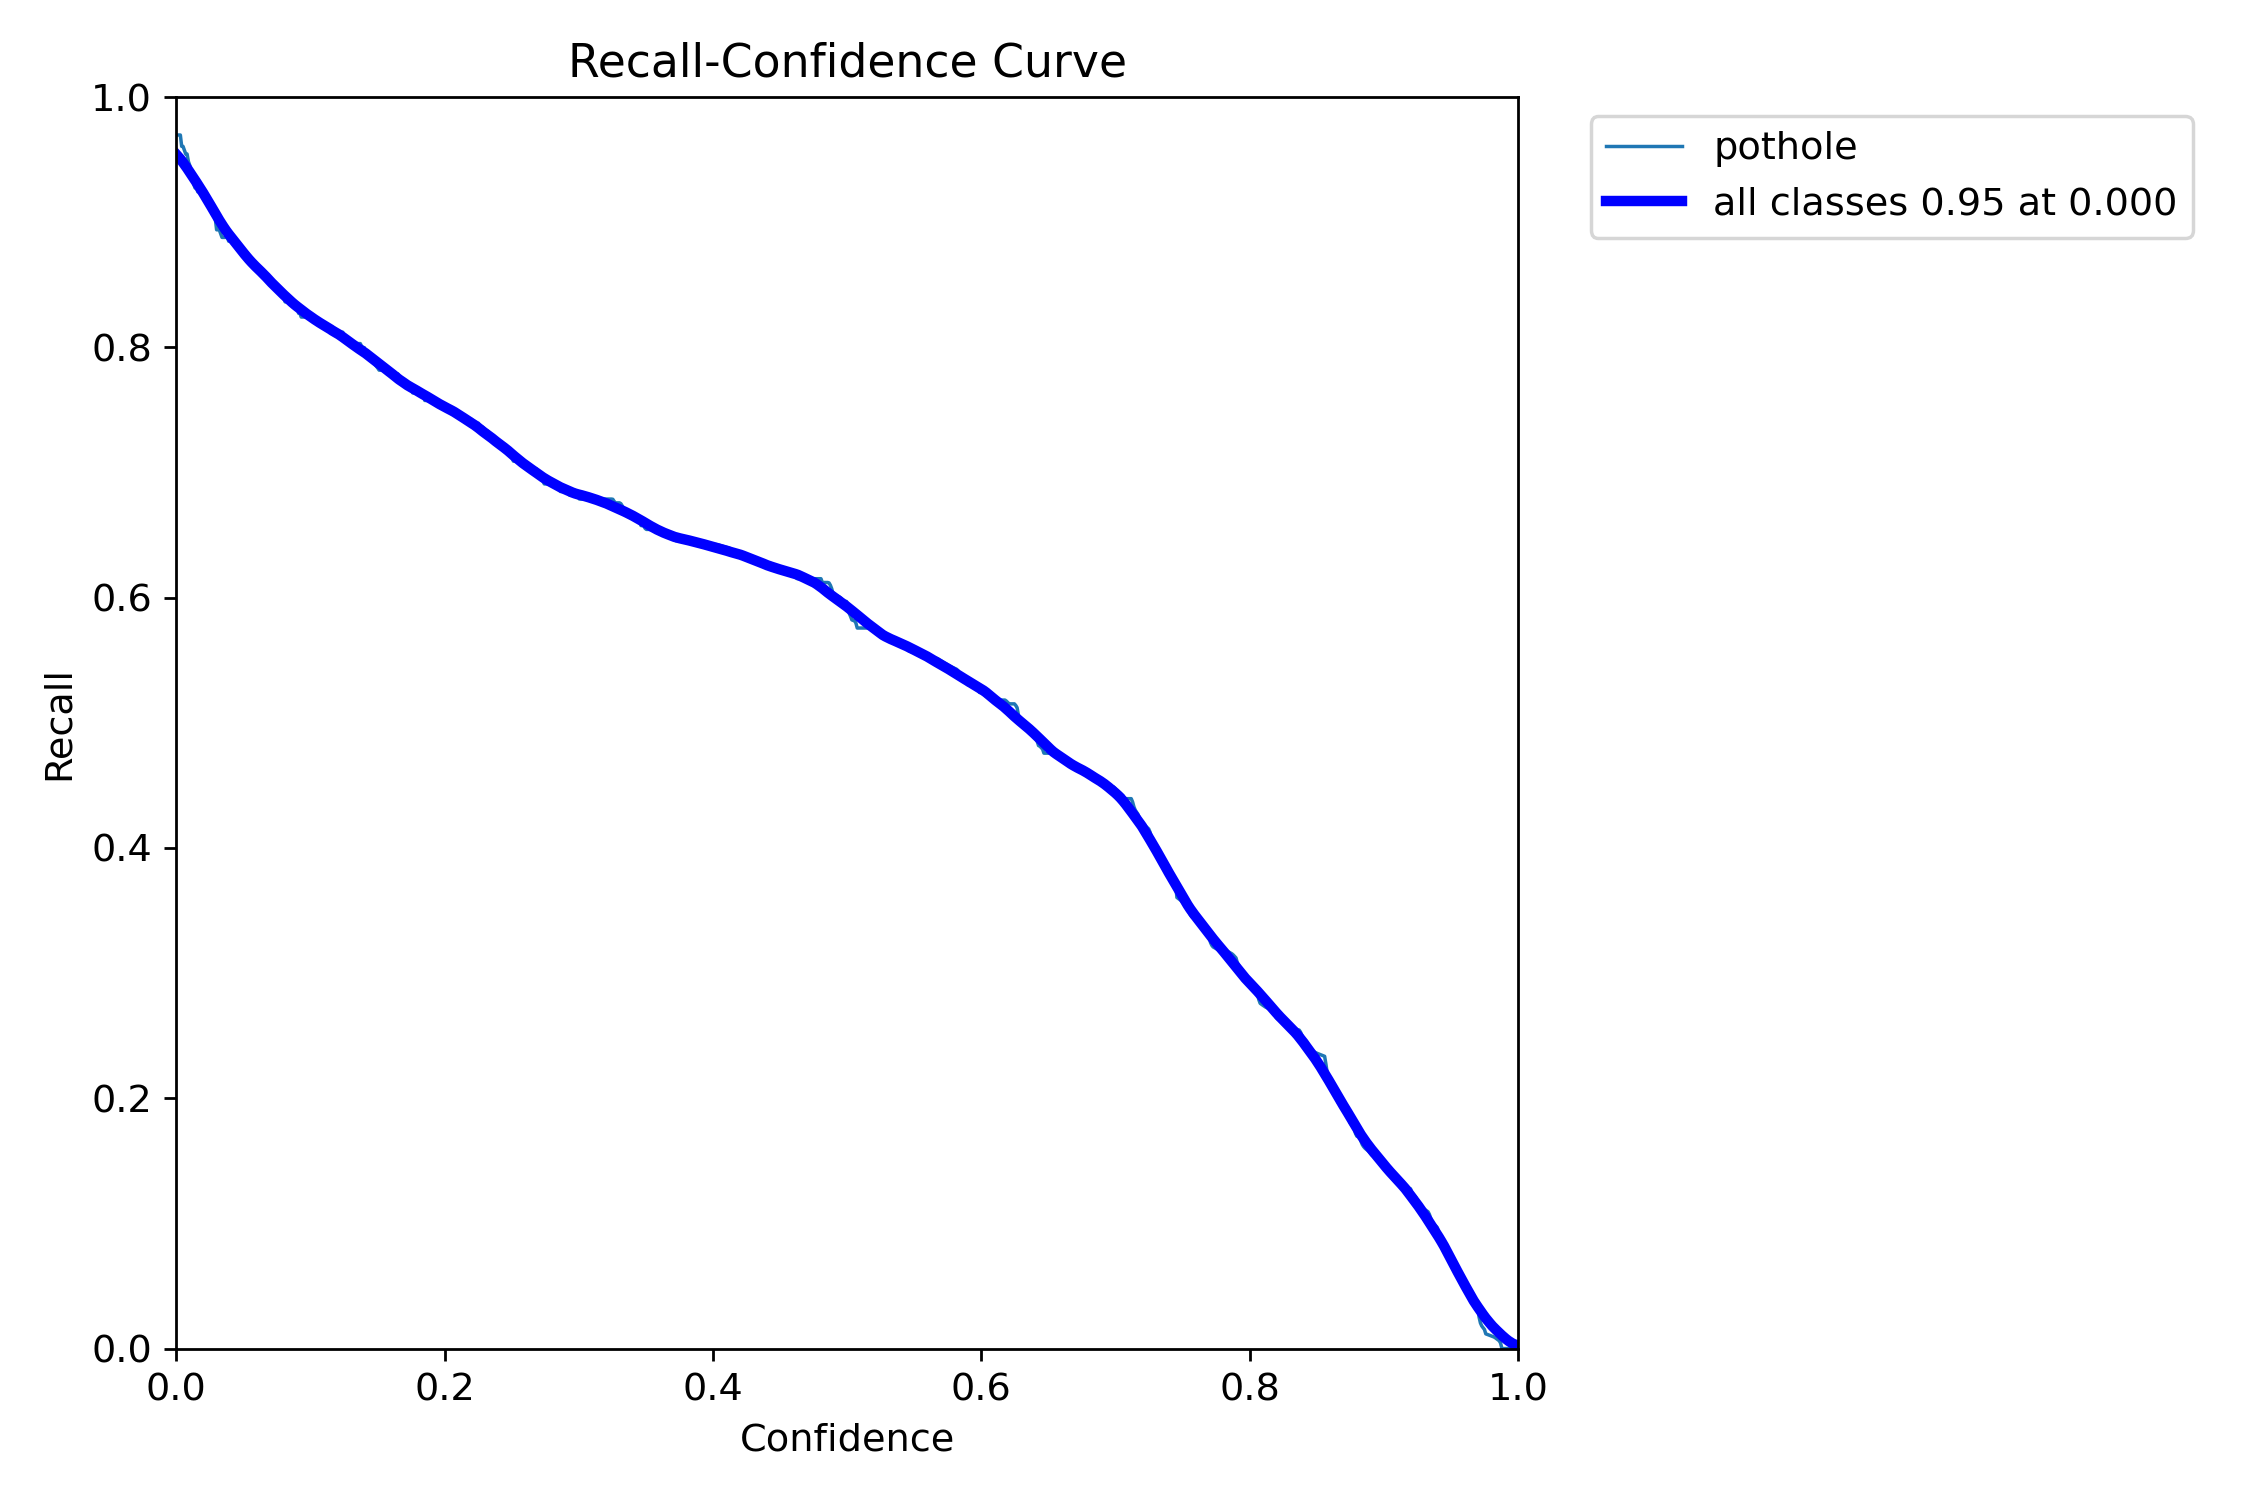 Recall-Confidence Curve
1.0
0.8
0.6
0.4
0.2
0.0
Recall
0.0 0.2 0.4 0.6 0.8 1.0
Confidence
pothole
all classes 0.95 at 0.000